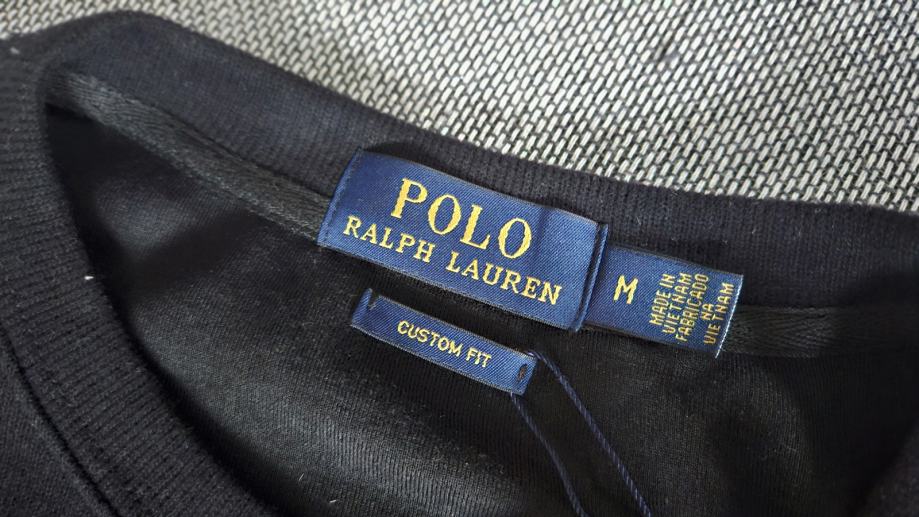 POLO
RALPH LAUREN
M
MADE IN
VIETNAM
FABRICADO
NA
VIETNAM
CUSTOM FIT